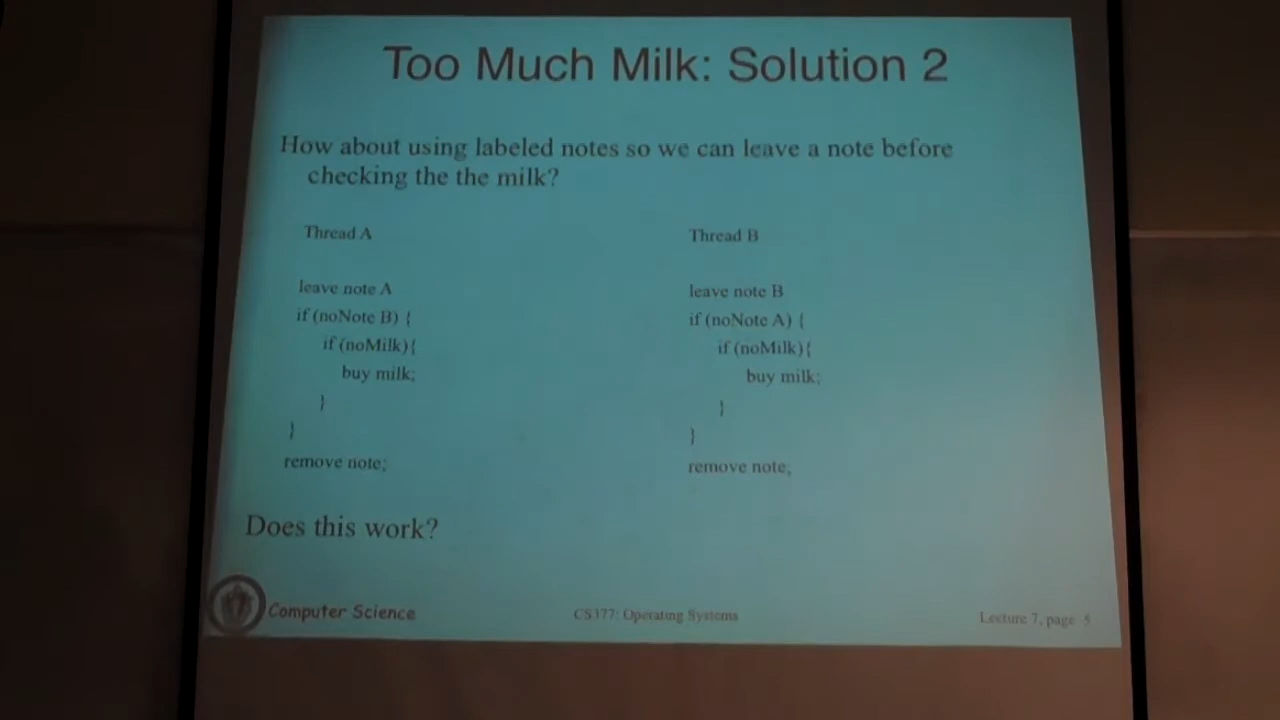 Too Much Milk: Solution 2
How about using labeled notes so we can leave a note before
checking the the milk?
Thread A
leave note A
if (noNote B) {
if (noMilk){
buy milk;
}
}
remove note;
Thread B
leave note B
if (noNote A) {
if (noMilk){
buy milk;
}
}
remove note;
Does this work?
Computer Science
CS377: Operating Systems
Lecture 7, page 5